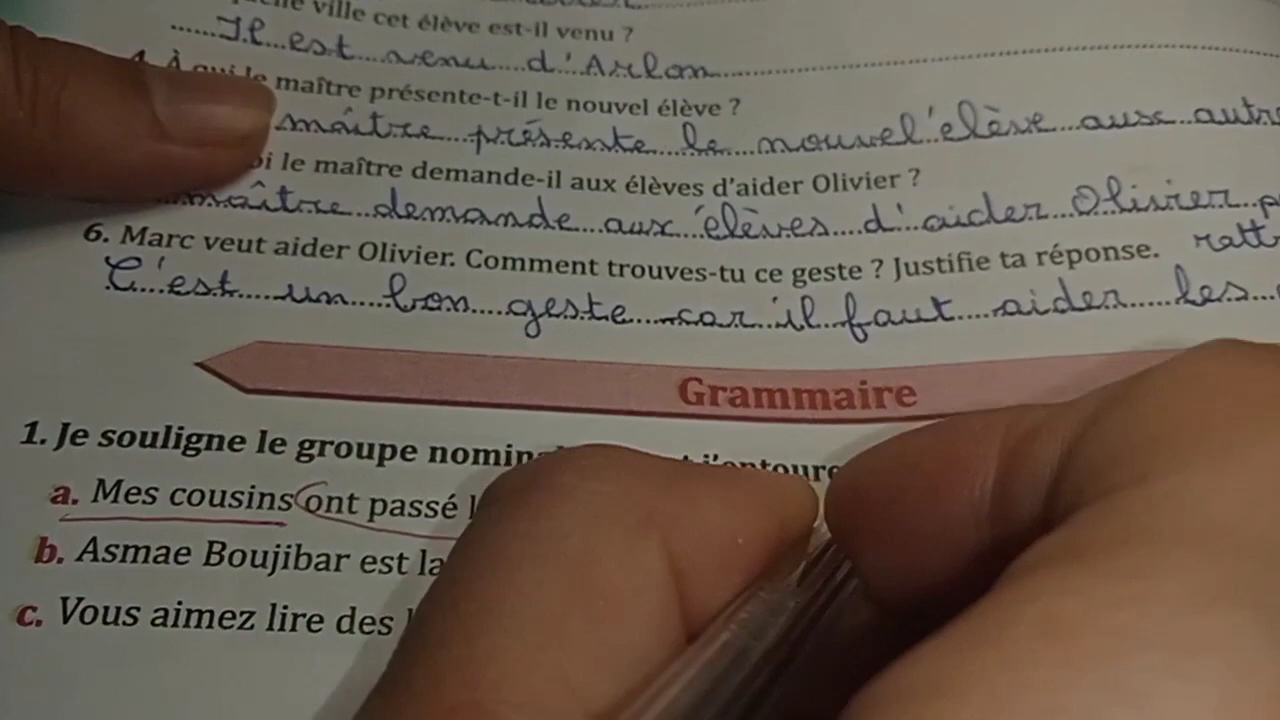 ville cet élève est-il venu ?
Il est venu d'Arlon
À qui le maître présente-t-il le nouvel élève ?
maître présente le nouvel élève aux autre
le maître demande-il aux élèves d'aider Olivier ?
maître demande aux élèves d'aider Olivier
6. Marc veut aider Olivier. Comment trouves-tu ce geste ? Justifie ta réponse.
C'est un bon geste car il faut aider les
Grammaire
1. Je souligne le groupe j'entoure
a. Mes cousins ont passé
b. Asmae Boujibar est la
c. Vous aimez lire des